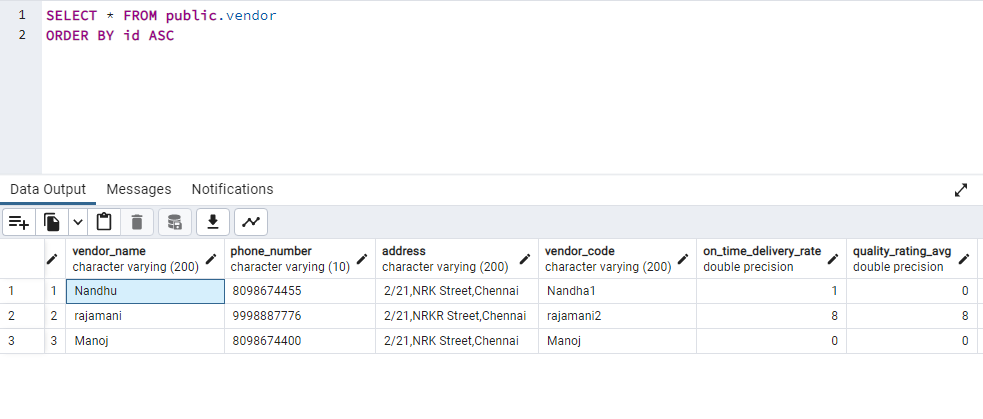 1 SELECT * FROM public.vendor
2 ORDER BY id ASC
Data Output Messages Notifications
vendor_name phone_number address vendor_code on_time_delivery_rate quality_rating_avg
character varying (200) character varying (10) character varying (200) character varying (200) double precision double precision
1 1 Nandhu 8098674455 2/21,NRK Street,Chennai Nandha1 1 0
2 2 rajamani 9998887776 2/21,NRKR Street,Chennai rajamani2 8 8
3 3 Manoj 8098674400 2/21,NRK Street,Chennai Manoj 0 0